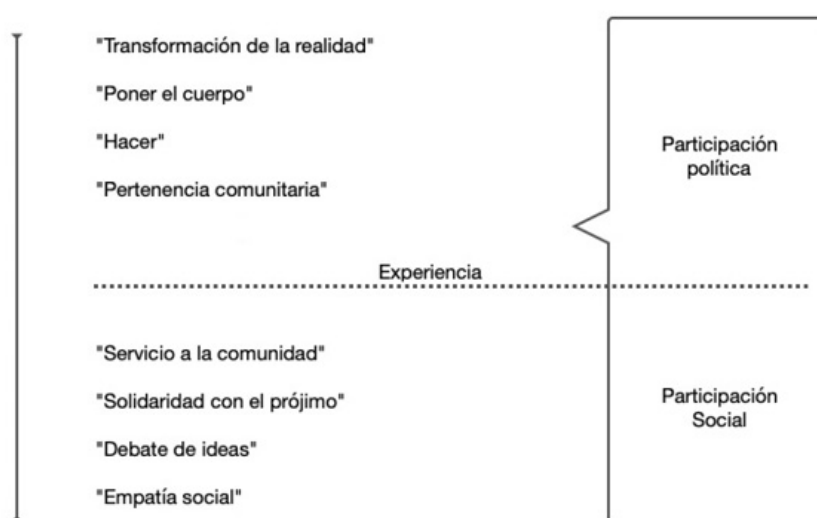 "Transformación de la realidad"
"Poner el cuerpo"
"Hacer"
"Pertenencia comunitaria"
Participación
política
Experiencia
"Servicio a la comunidad"
"Solidaridad con el prójimo"
"Debate de ideas"
"Empatía social"
Participación
Social